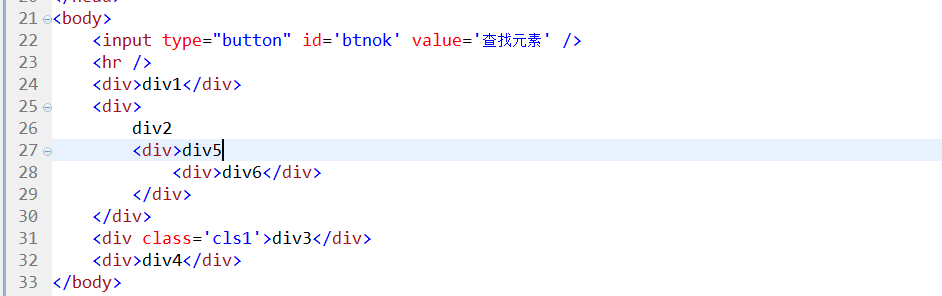 21 <body>
22     <input type="button" id='btnok' value='查找元素' />
23     <hr />
24     <div>div1</div>
25     <div>
26         div2
27         <div>div5
28             <div>div6</div>
29         </div>
30     </div>
31     <div class='cls1'>div3</div>
32     <div>div4</div>
33 </body>